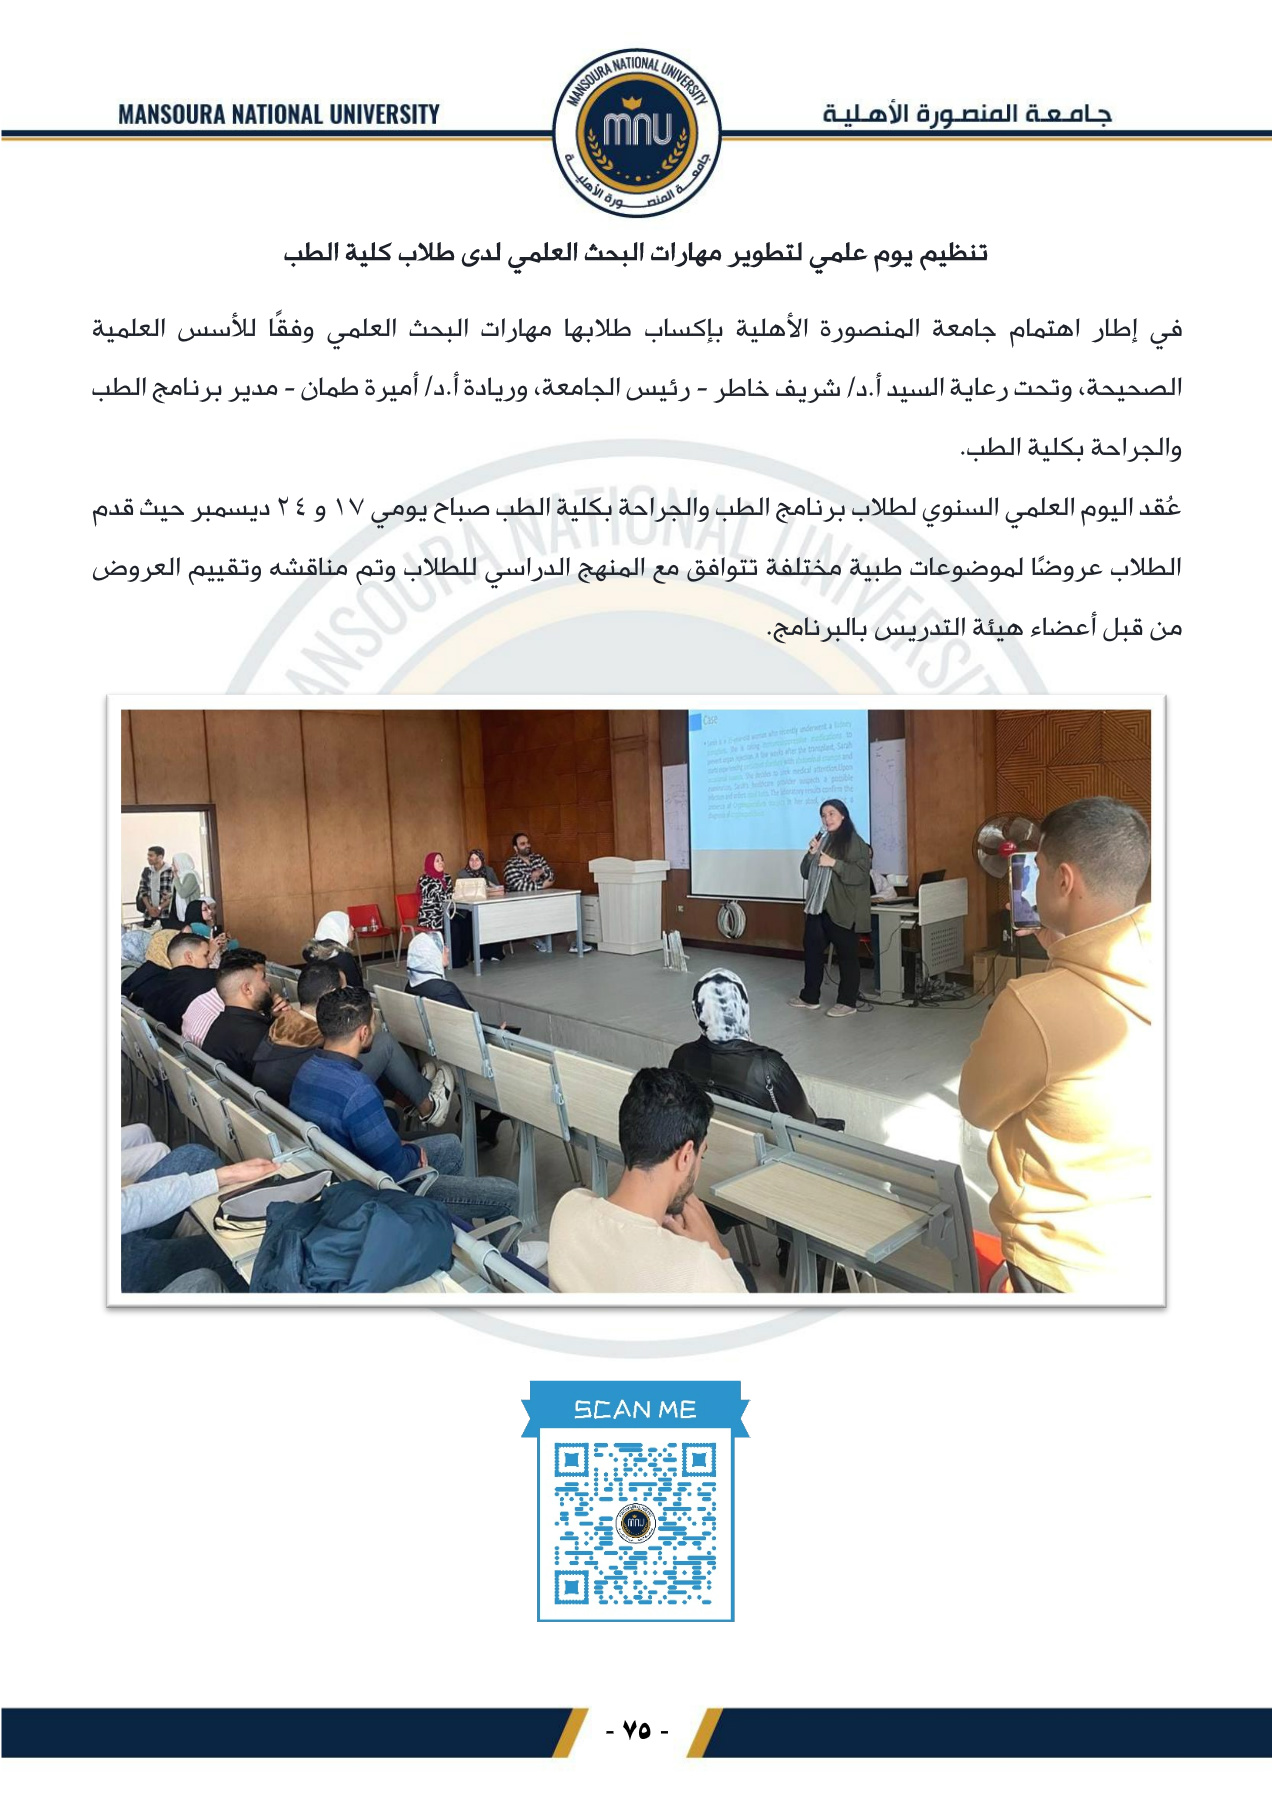 MANSOURA NATIONAL UNIVERSITY
جامعة المنصورة الأهلية
MANSOURA NATIONAL UNIVERSITY
mnu
جامعة المنصورة الأهلية
تنظيم يوم علمي لتطوير مهارات البحث العلمي لدى طلاب كلية الطب
في إطار اهتمام جامعة المنصورة الأهلية بإكساب طلابها مهارات البحث العلمي وفقًا للأسس العلمية
الصحيحة، وتحت رعاية السيد أ.د/ شريف خاطر - رئيس الجامعة، وريادة أ.د/ أميرة طمان - مدير برنامج الطب
والجراحة بكلية الطب.
عُقد اليوم العلمي السنوي لطلاب برنامج الطب والجراحة بكلية الطب صباح يومي ١٧ و ٢٤ ديسمبر حيث قدم
الطلاب عروضًا لموضوعات طبية مختلفة تتوافق مع المنهج الدراسي للطلاب وتم مناقشه وتقييم العروض
من قبل أعضاء هيئة التدريس بالبرنامج.
Case
SCAN ME
- ٧٥ -